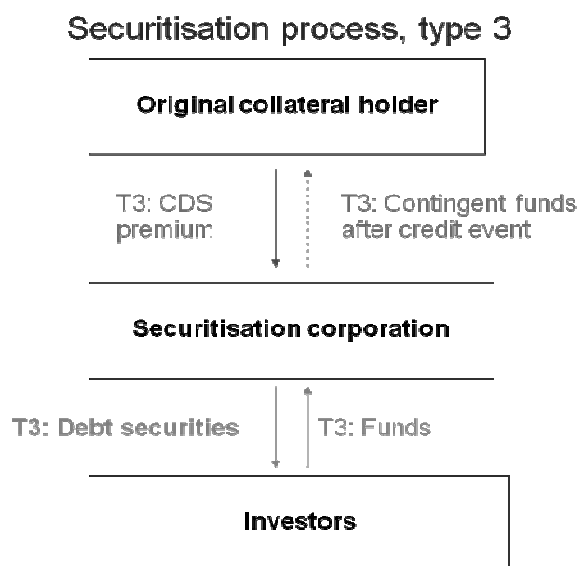 Securitisation process, type 3
Original collateral holder
T3: CDS
premium
T3: Contingent funds
after credit event
Securitisation corporation
T3: Debt securities
T3: Funds
Investors